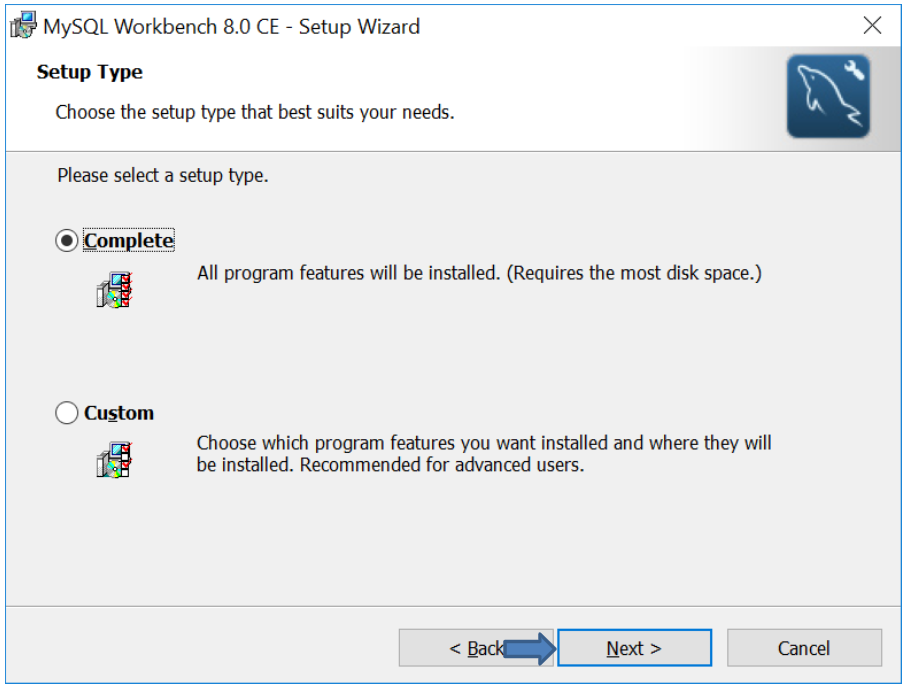 MySQL Workbench 8.0 CE - Setup Wizard
Setup Type
Choose the setup type that best suits your needs.
Please select a setup type.
Complete
All program features will be installed. (Requires the most disk space.)
Custom
Choose which program features you want installed and where they will
be installed. Recommended for advanced users.
< Back Next > Cancel